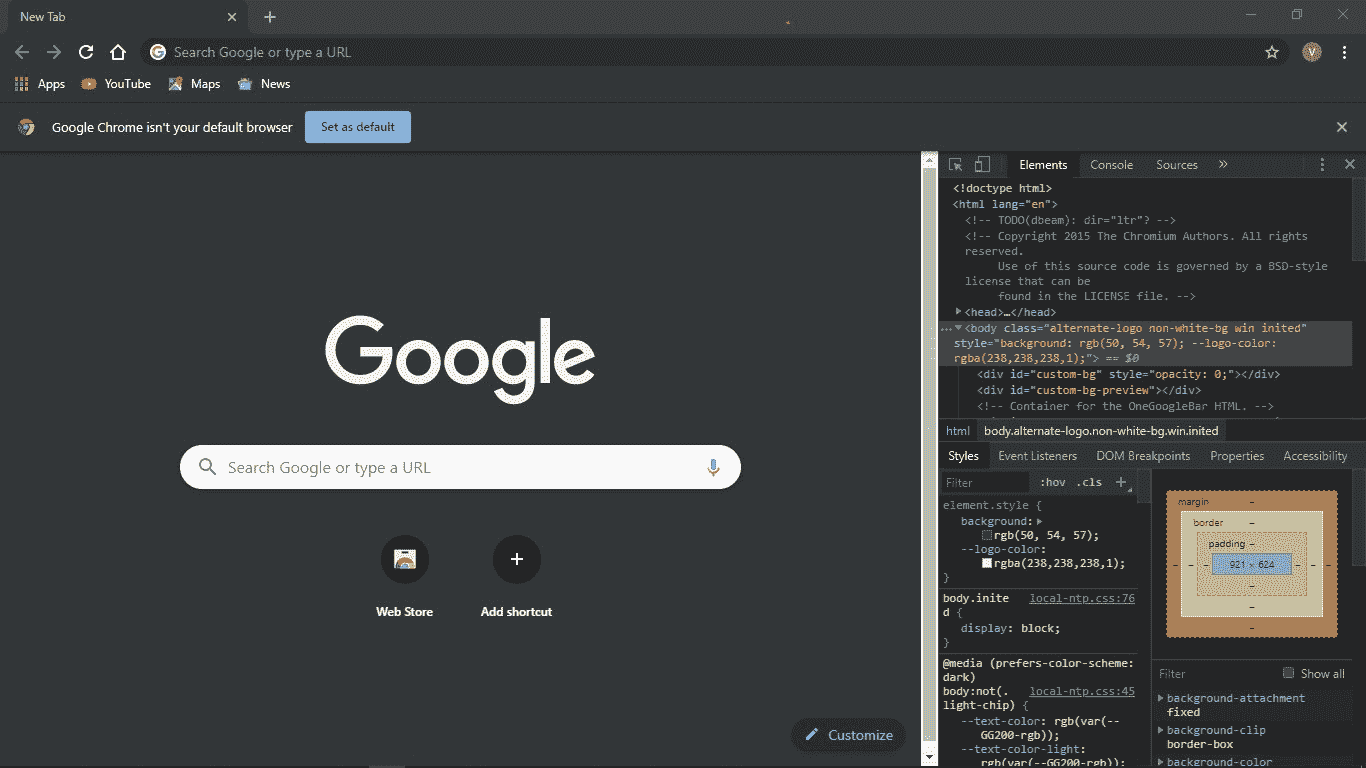 New Tab
Search Google or type a URL
V
Apps
YouTube
Maps
News
Google Chrome isn't your default browser
Set as default
Google
Search Google or type a URL
Web Store
Add shortcut
Customize
Elements
Console
Sources
<!doctype html>
<html lang="en">
<!-- TODO(dbeam): dir="ltr"? -->
<!-- Copyright 2015 The Chromium Authors. All rights
reserved.
Use of this source code is governed by a BSD-style
license that can be
found in the LICENSE file. -->
<head>…</head>
<body class="alternate-logo non-white-bg win inited"
style="background: rgb(50, 54, 57); --logo-color:
rgba(238,238,238,1);"> == $0
<div id="custom-bg" style="opacity: 0;"></div>
<div id="custom-bg-preview"></div>
<!-- Container for the OneGoogleBar HTML. -->
html
body.alternate-logo.non-white-bg.win.inited
Styles
Event Listeners
DOM Breakpoints
Properties
Accessibility
Filter
:hov
.cls
element.style {
background:
rgb(50, 54, 57);
--logo-color:
rgba(238,238,238,1);
}
body.inite local-ntp.css:76
d {
display: block;
}
@media (prefers-color-scheme:
dark)
body:not(. local-ntp.css:45
light-chip) {
--text-color: rgb(var(--
GG200-rgb));
--text-color-light:
rgb(var(--GG200-rgb));
margin
–
border
–
padding
–
921 × 624
–
–
–
Filter
Show all
background-attachment
fixed
background-clip
border-box
background-color